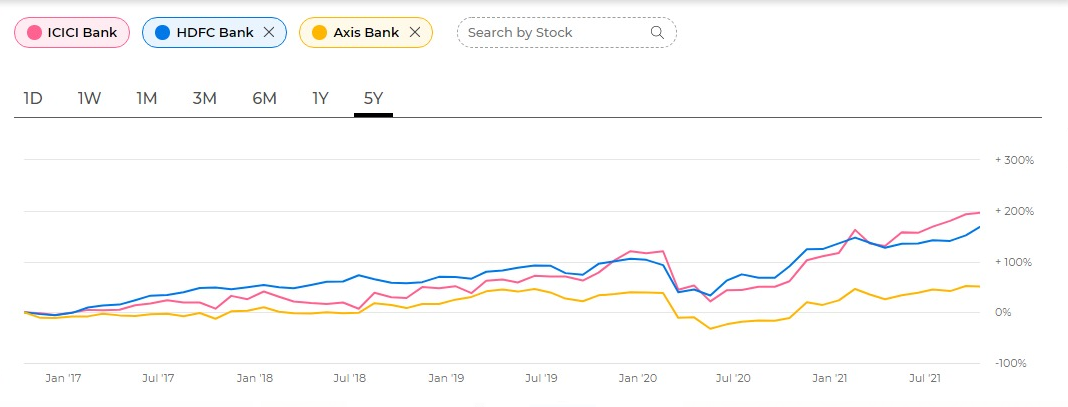 ICICI Bank HDFC Bank Axis Bank Search by Stock
1D 1W 1M 3M 6M 1Y 5Y
+ 300%
+ 200%
+ 100%
0%
-100%
Jan '17 Jul '17 Jan '18 Jul '18 Jan '19 Jul '19 Jan '20 Jul '20 Jan '21 Jul '21